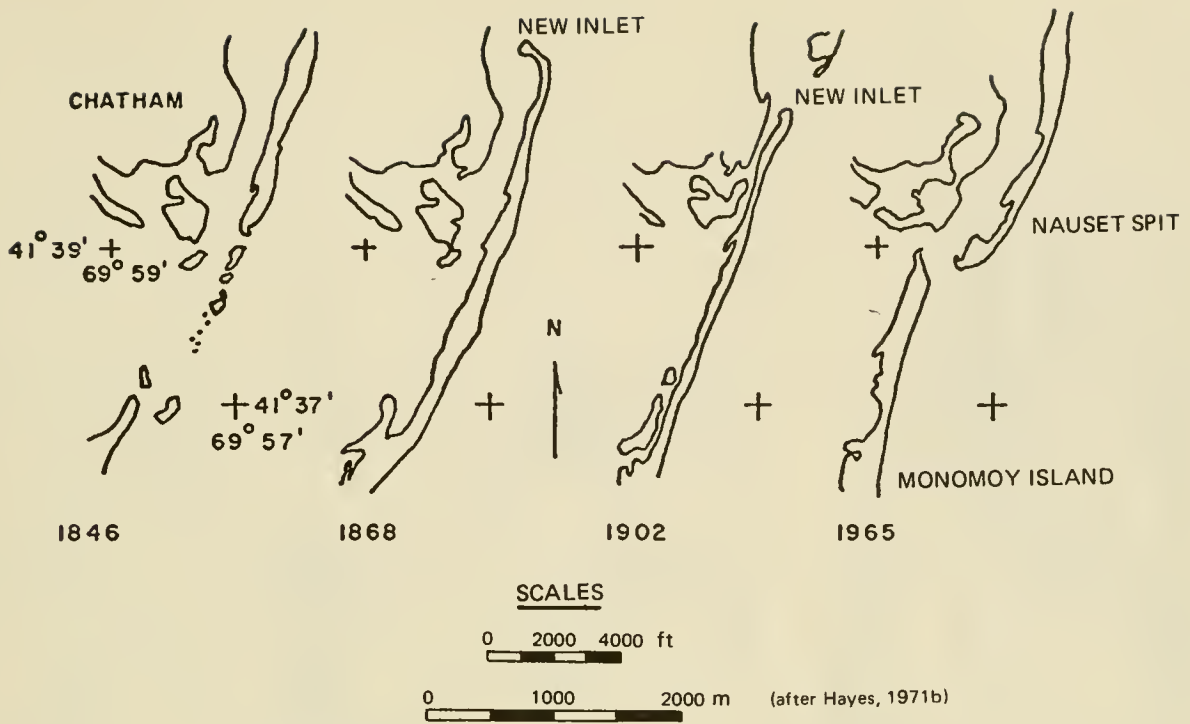 NEW INLET
CHATHAM
NEW INLET
NAUSET SPIT
41° 39'
69° 59'
N
41° 37'
69° 57'
MONOMOY ISLAND
1846
1868
1902
1965
SCALES
0 2000 4000 ft
0 1000 2000 m (after Hayes, 1971b)